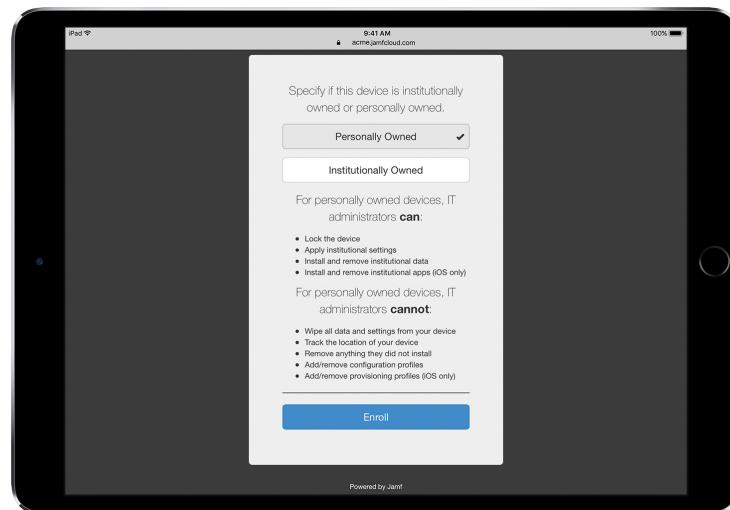 iPad
9:41 AM
100%
acme.jamfcloud.com
Specify if this device is institutionally
owned or personally owned.
Personally Owned
Institutionally Owned
For personally owned devices, IT
administrators can:
• Lock the device
• Apply institutional settings
• Install and remove institutional data
• Install and remove institutional apps (iOS only)
For personally owned devices, IT
administrators cannot:
• Wipe all data and settings from your device
• Track the location of your device
• Remove anything they did not install
• Add/remove configuration profiles
• Add/remove provisioning profiles (iOS only)
Enroll
Powered by Jamf